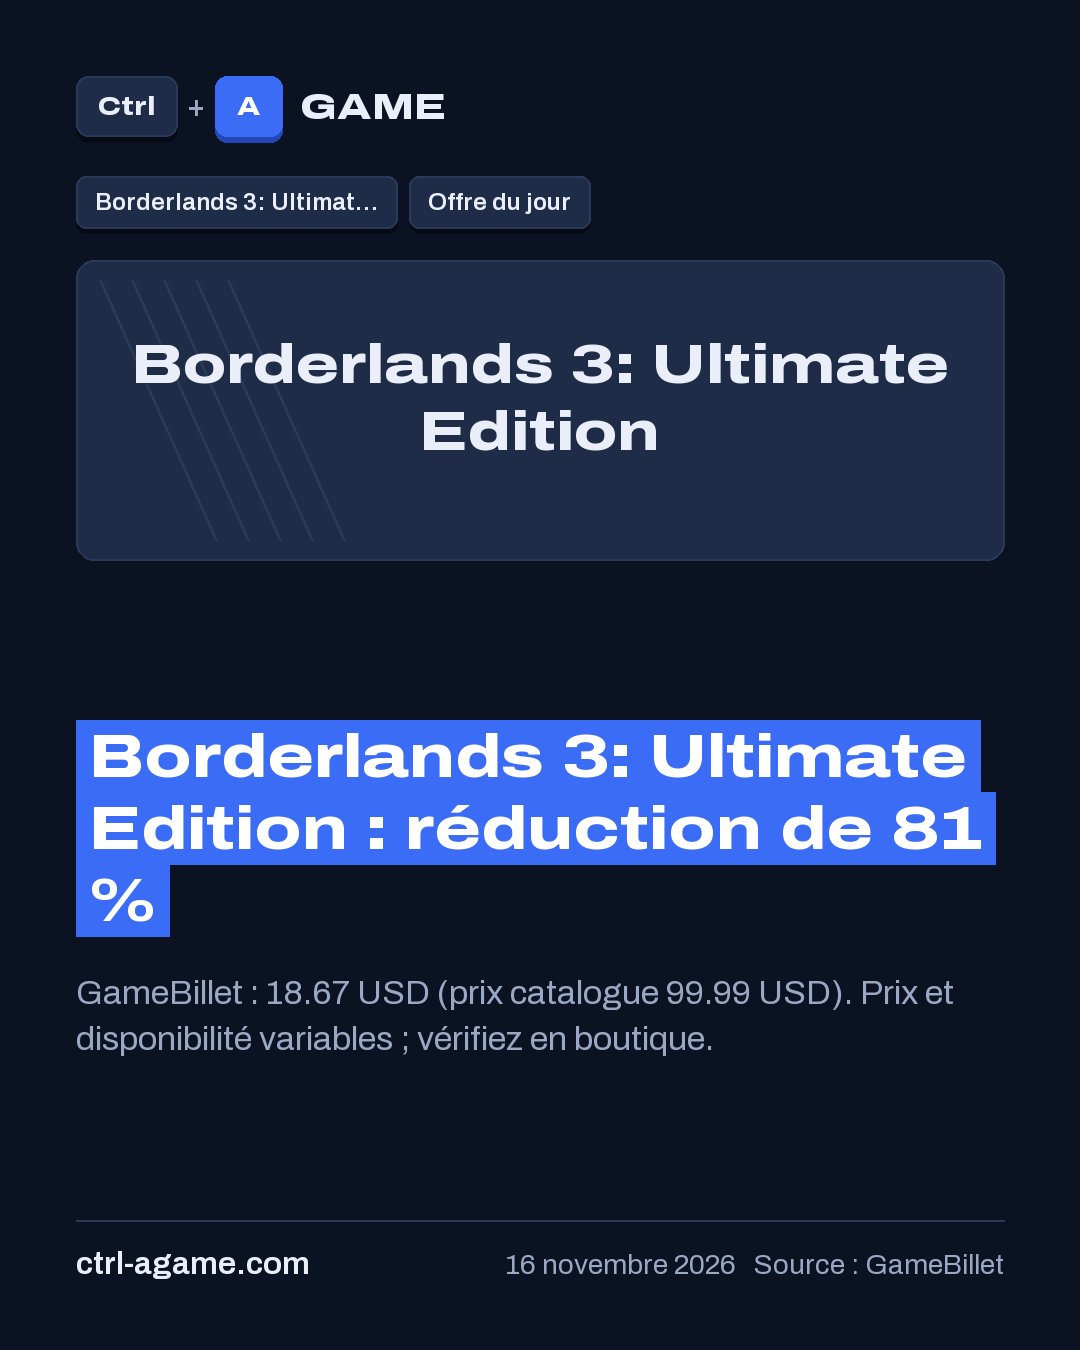 Ctrl + A GAME
Borderlands 3: Ultimat... Offre du jour
Borderlands 3: Ultimate
Edition
Borderlands 3: Ultimate
Edition : réduction de 81
%
GameBillet : 18.67 USD (prix catalogue 99.99 USD). Prix et
disponibilité variables ; vérifiez en boutique.
ctrl-agame.com 16 novembre 2026 Source : GameBillet